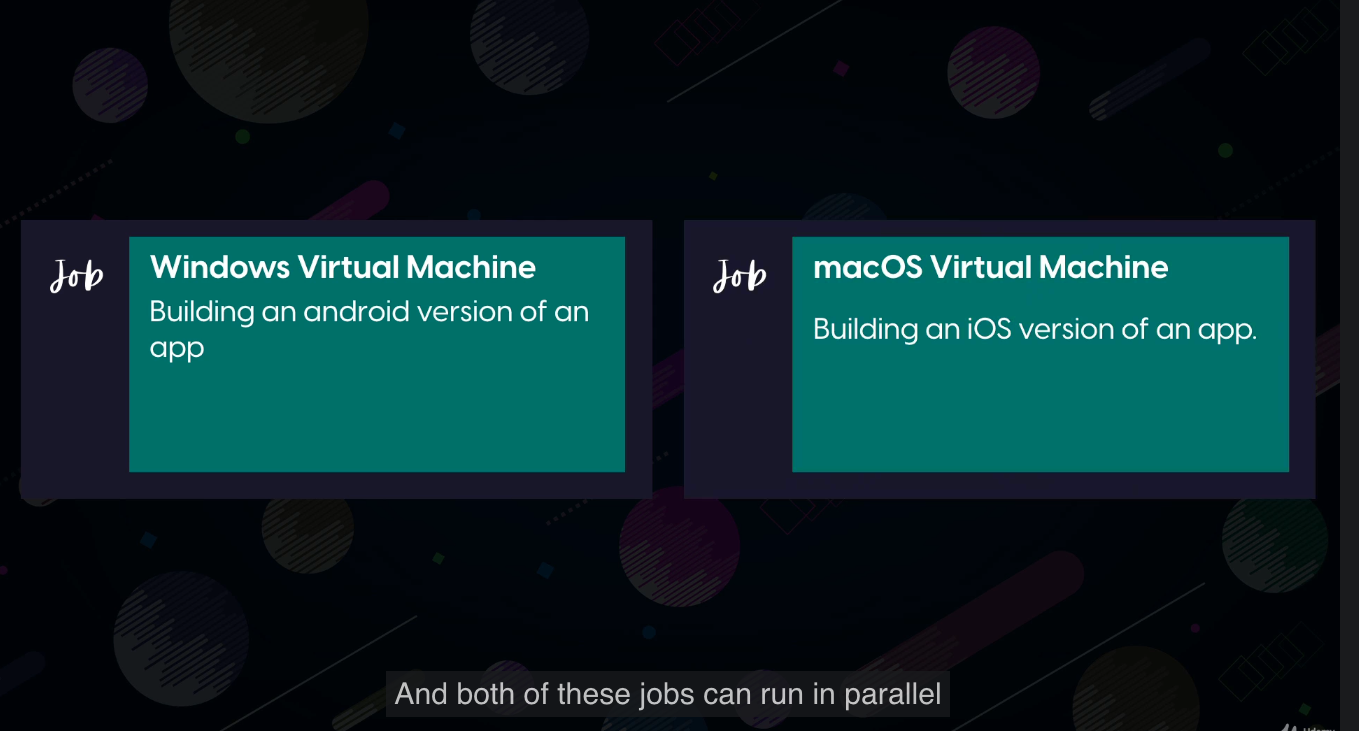 Job
Windows Virtual Machine
Building an android version of an
app
Job
macOS Virtual Machine
Building an iOS version of an app.
And both of these jobs can run in parallel